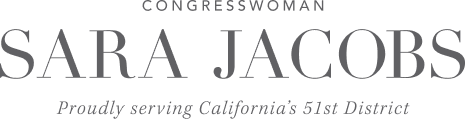 CONGRESSWOMAN
SARA JACOBS
Proudly serving California's 51st District